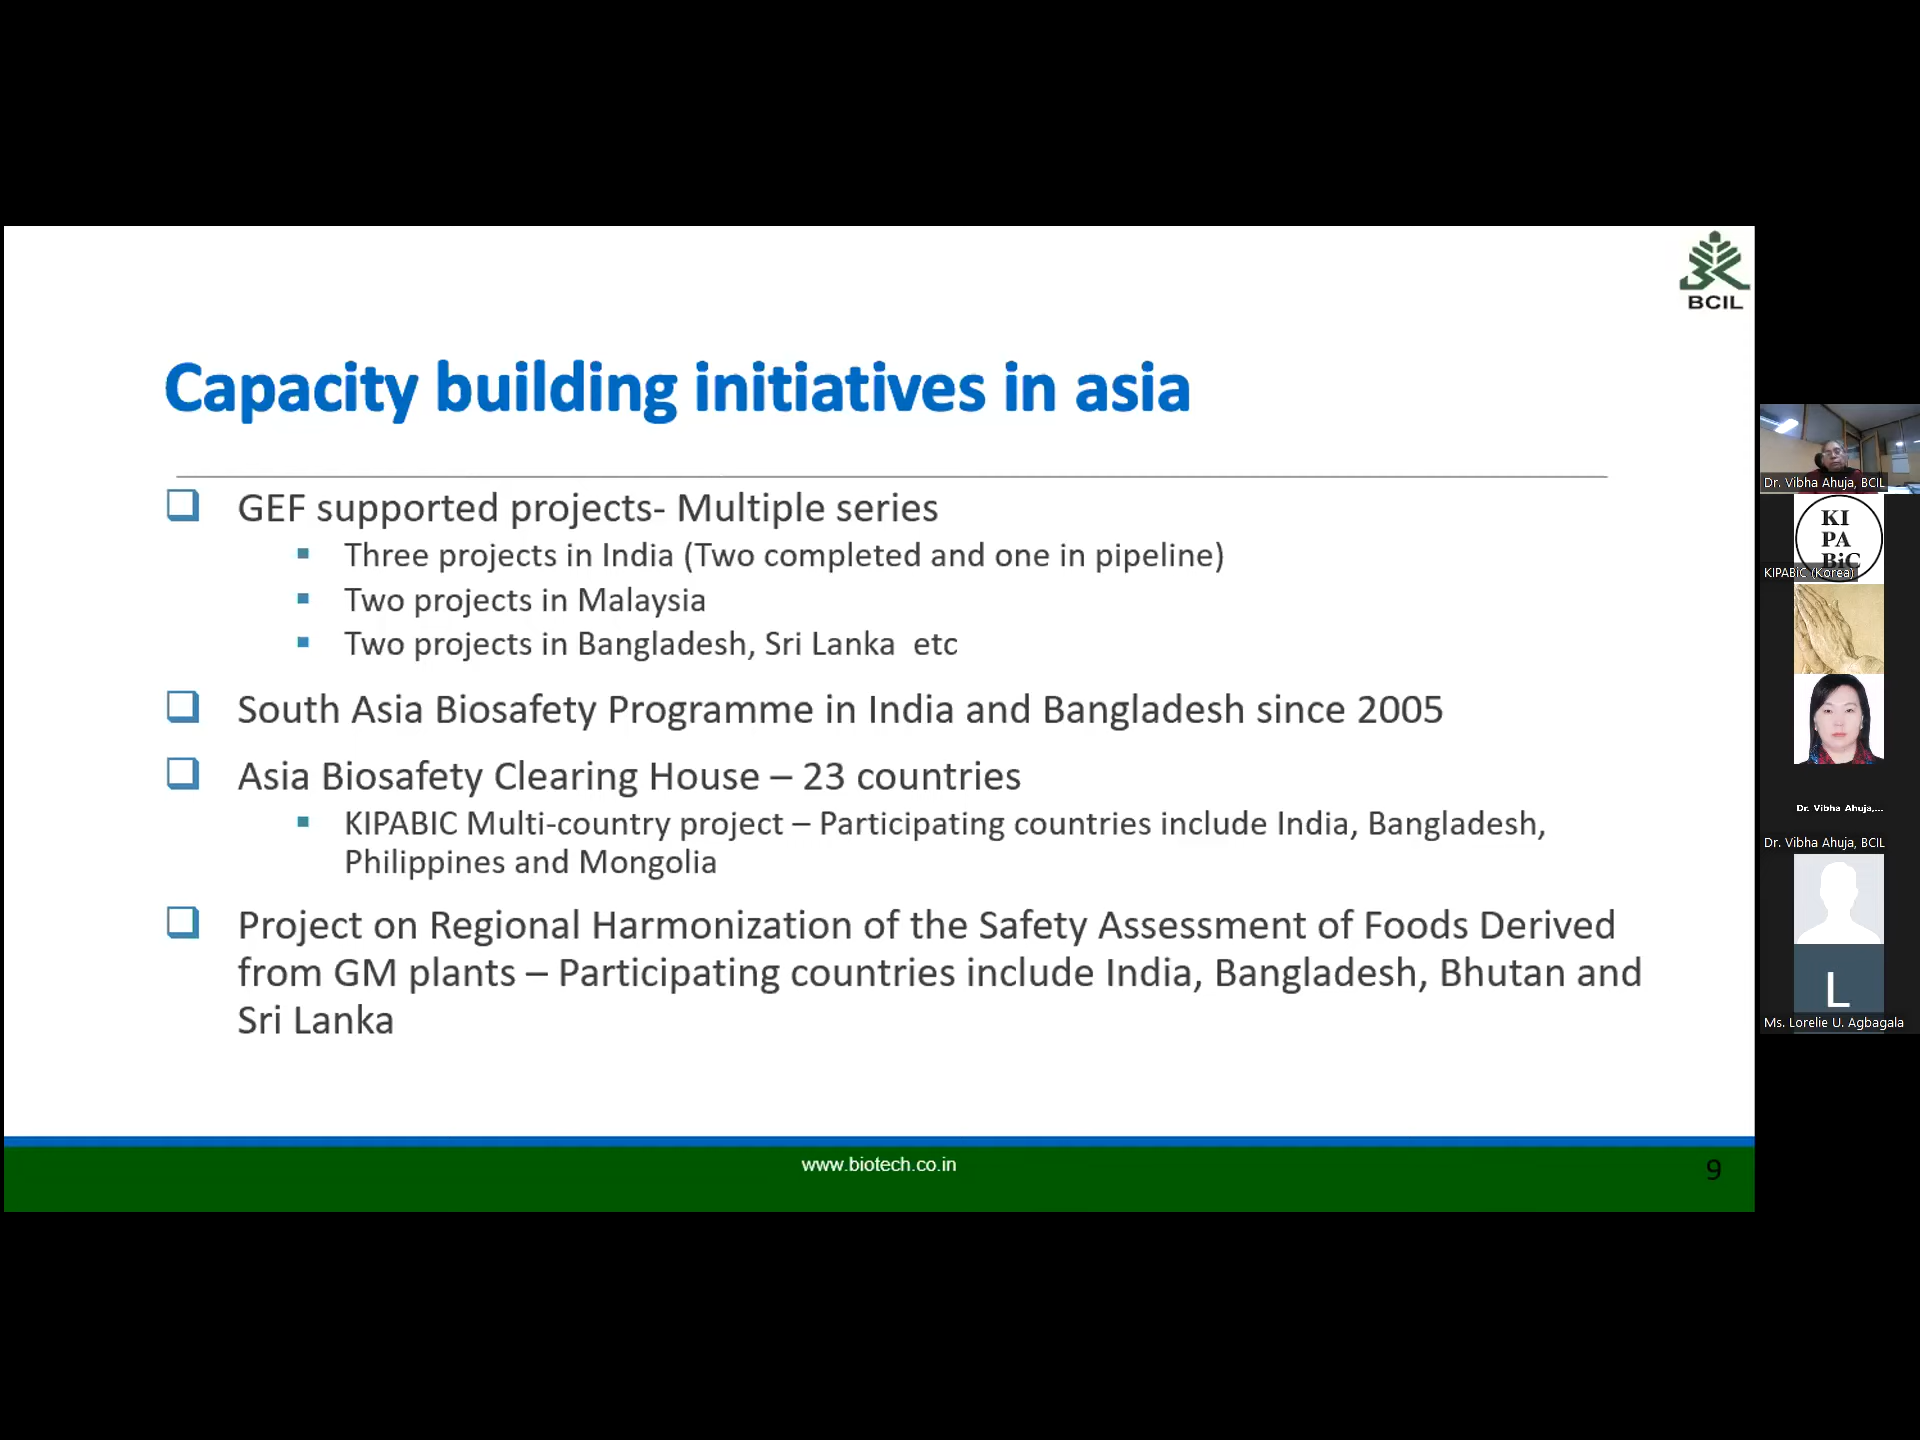 BCIL
Capacity building initiatives in asia
GEF supported projects- Multiple series
Three projects in India (Two completed and one in pipeline)
Two projects in Malaysia
Two projects in Bangladesh, Sri Lanka etc
South Asia Biosafety Programme in India and Bangladesh since 2005
Asia Biosafety Clearing House – 23 countries
KIPABIC Multi-country project – Participating countries include India, Bangladesh,
Philippines and Mongolia
Project on Regional Harmonization of the Safety Assessment of Foods Derived
from GM plants – Participating countries include India, Bangladesh, Bhutan and
Sri Lanka
www.biotech.co.in
9
Dr. Vibha Ahuja, BCIL
KI
PA
BiC
KIPABiC (Korea)
Dr. Vibha Ahuja,...
Dr. Vibha Ahuja, BCIL
L
Ms. Lorelie U. Agbagala